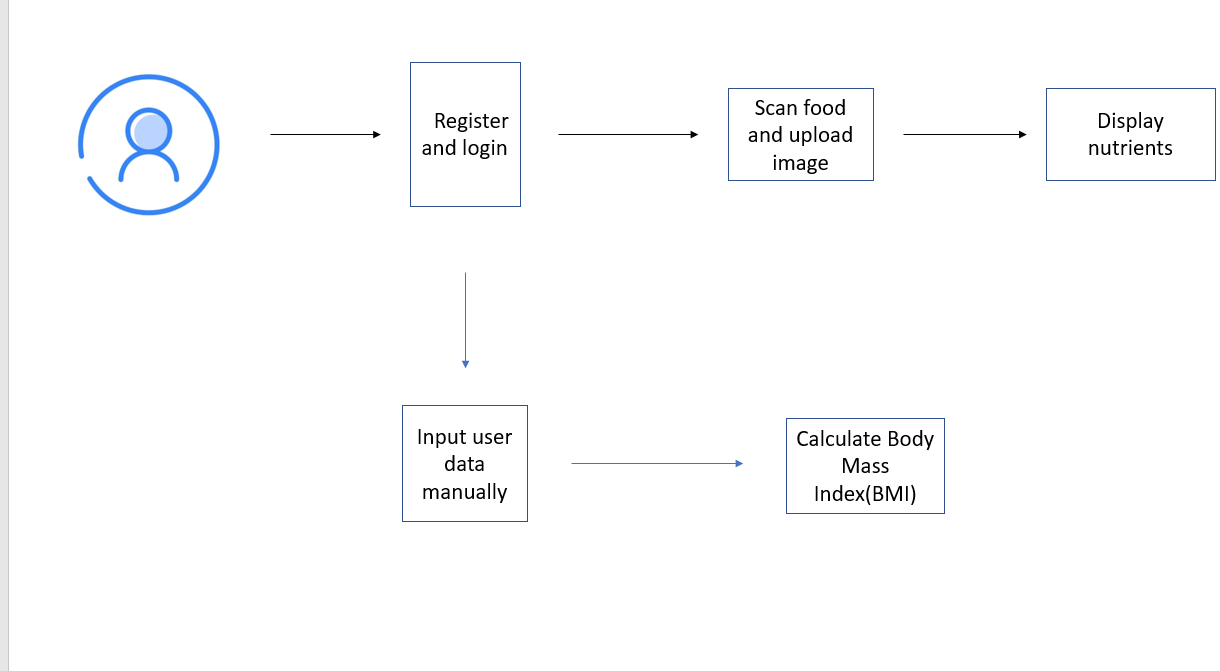 Register
and login
Scan food
and upload
image
Display
nutrients
Input user
data
manually
Calculate Body
Mass
Index(BMI)